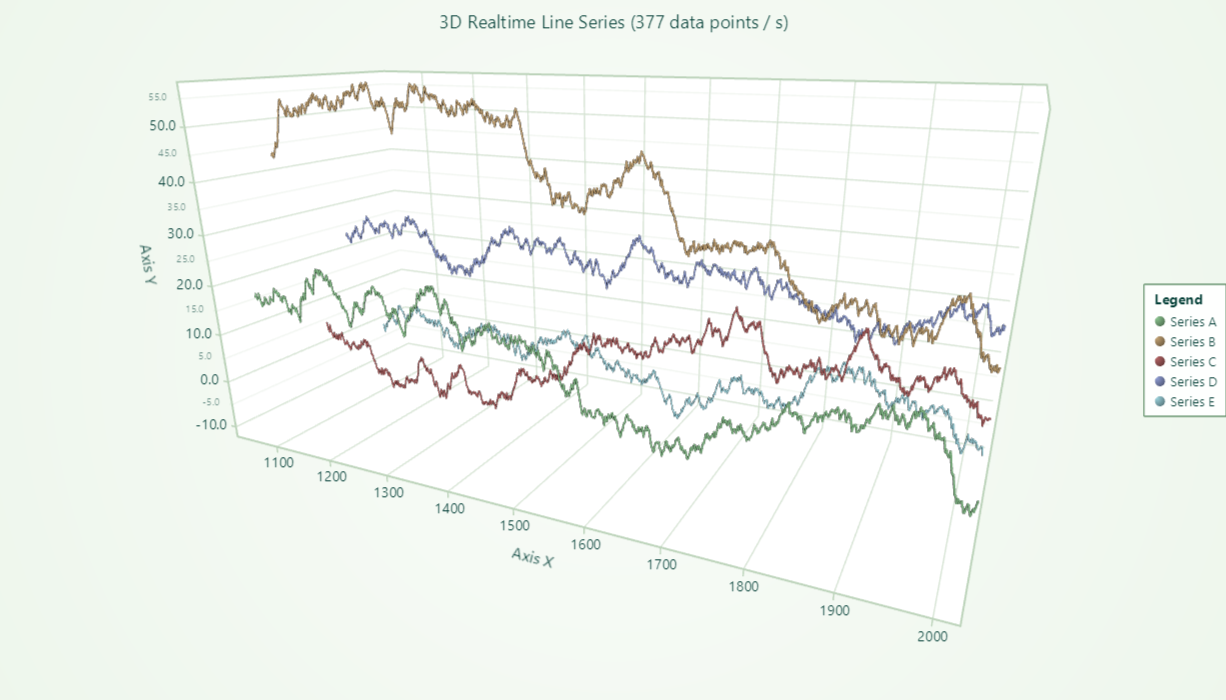 3D Realtime Line Series (377 data points / s)
55.0
50.0
45.0
40.0
35.0
30.0
25.0
20.0
15.0
10.0
5.0
0.0
-5.0
-10.0
Axis Y
1100
1200
1300
1400
1500
1600
1700
1800
1900
2000
Axis X
Legend
Series A
Series B
Series C
Series D
Series E